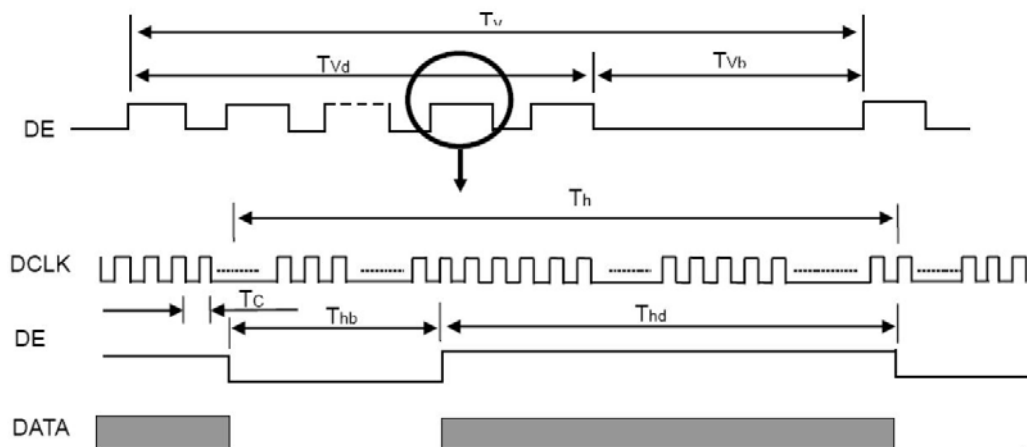 Tv
TVd
TVb
DE
Th
DCLK
TC
Thb
Thd
DE
DATA